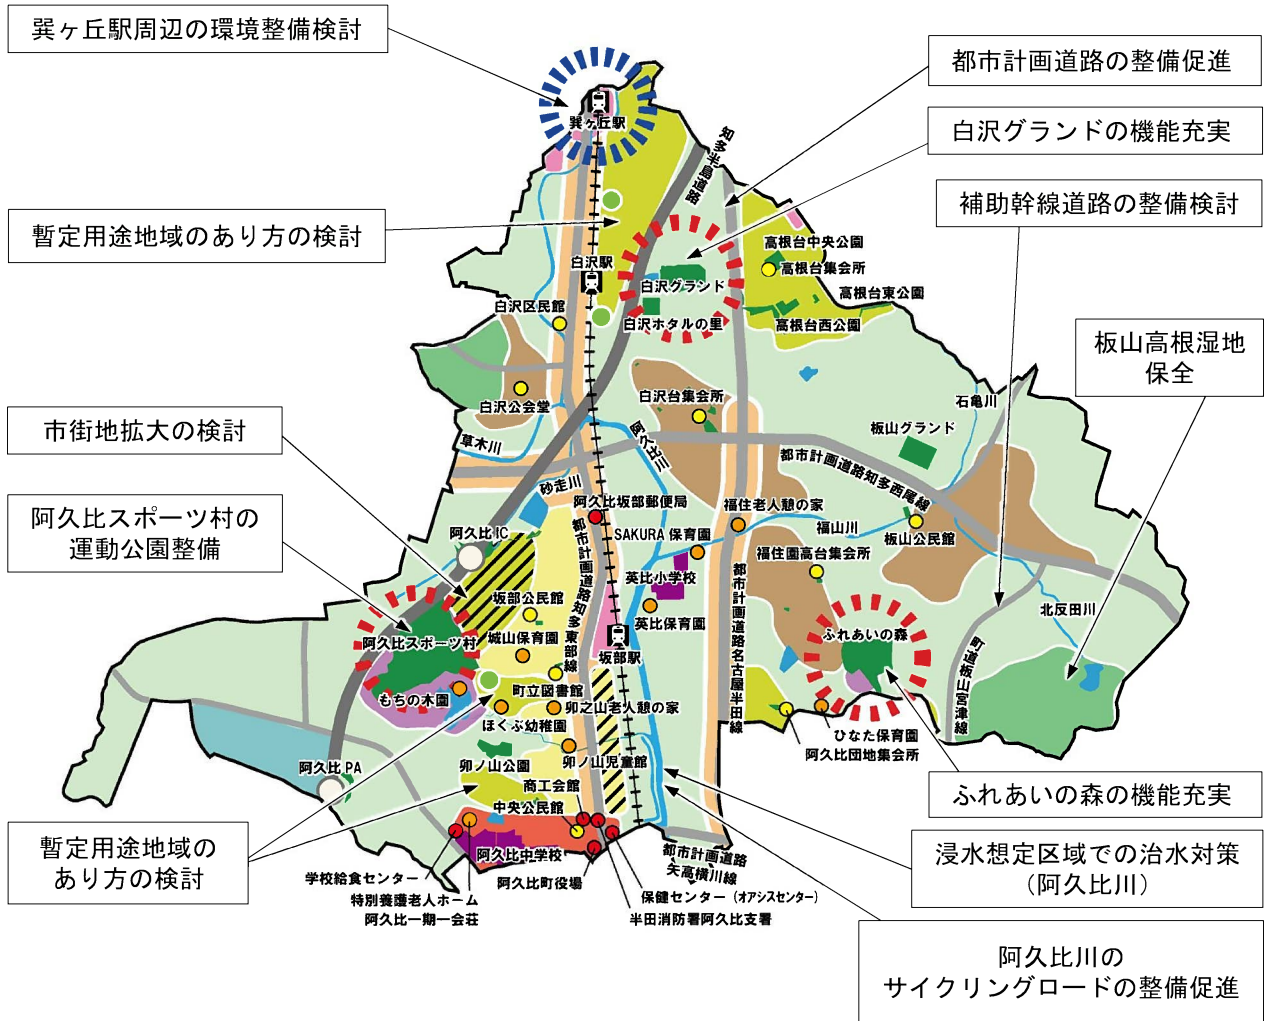 巽ヶ丘駅周辺の環境整備検討
都市計画道路の整備促進
白沢グランドの機能充実
補助幹線道路の整備検討
暫定用途地域のあり方の検討
板山高根湿地
保全
市街地拡大の検討
阿久比スポーツ村の
運動公園整備
暫定用途地域の
あり方の検討
ふれあいの森の機能充実
浸水想定区域での治水対策
（阿久比川）
阿久比川の
サイクリングロードの整備促進
巽ヶ丘駅
知多半島道路
白沢駅
高根台中央公園
高根台集会所
高根台東公園
高根台西公園
白沢グランド
白沢ホタルの里
白沢区民館
白沢公会堂
白沢台集会所
石亀川
板山グランド
草木川
阿久比川
都市計画道路知多西尾線
砂走川
阿久比坂部郵便局
福住老人憩の家
阿久比IC
SAKURA 保育園
福山川
板山公民館
福住園高台集会所
英比小学校
坂部公民館
都市計画道路知多東部線
都市計画道路名古屋半田線
英比保育園
北反田川
ふれあいの森
阿久比スポーツ村
城山保育園
坂部駅
町道板山宮津線
もちの木園
町立図書館
卯之山老人憩の家
ほくぶ幼稚園
ひなた保育園
阿久比団地集会所
卯ノ山公園
卯ノ山児童館
阿久比 PA
商工会館
中央公民館
阿久比中学校
都市計画道路
矢高横川線
学校給食センター
阿久比町役場
特別養護老人ホーム
阿久比一期一会荘
保健センター（オアシスセンター）
半田消防署阿久比支署